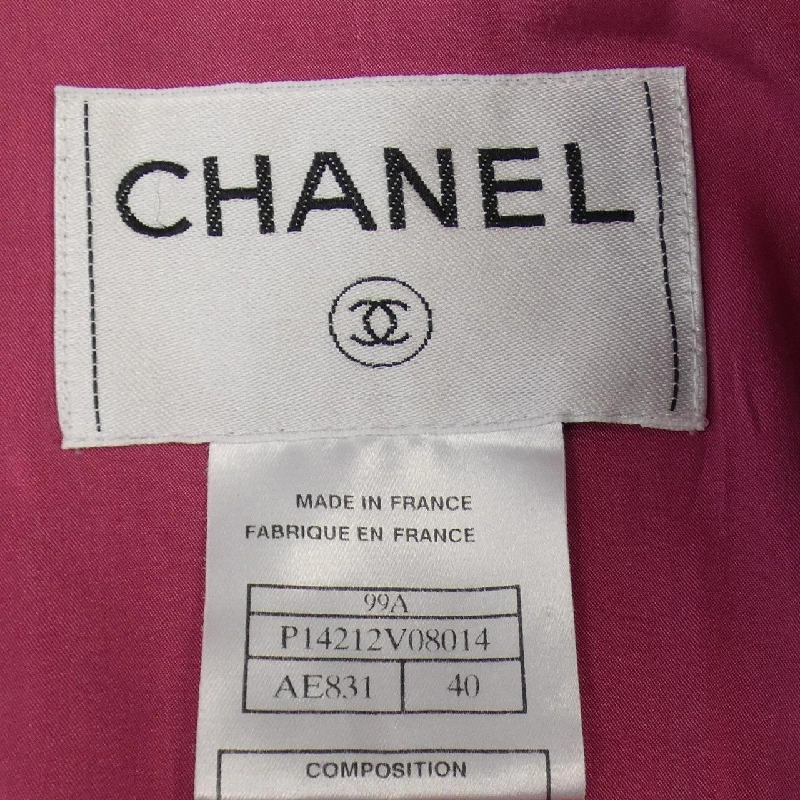 CHANEL
MADE IN FRANCE
FABRIQUE EN FRANCE
99A
P14212V08014
AE831 40
COMPOSITION